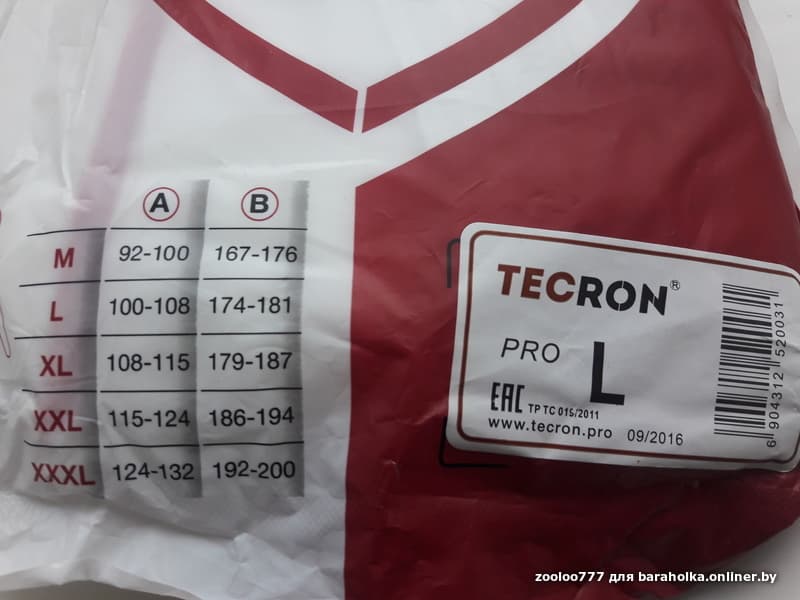 A B
M 92-100 167-176
L 100-108 174-181
XL 108-115 179-187
XXL 115-124 186-194
XXXL 124-132 192-200
TECRON®
PRO L
EAC ТР ТС 015/2011
www.tecron.pro 09/2016
6 904312 520031
zooloo777 для baraholka.onliner.by